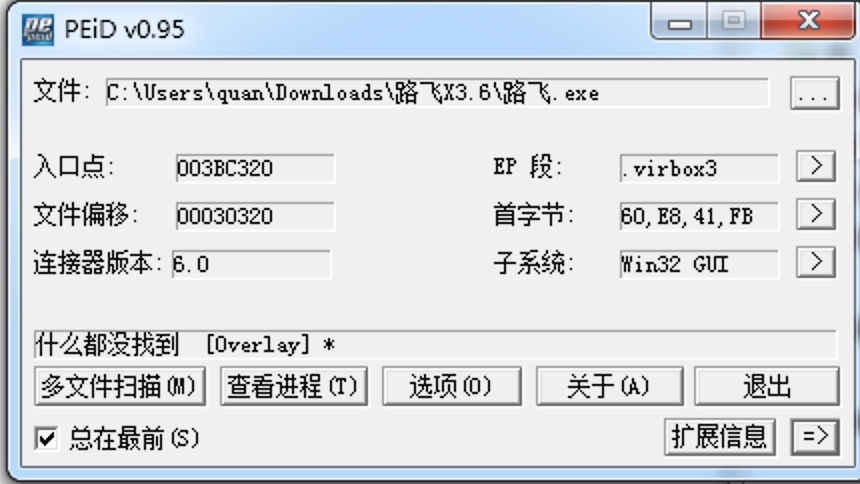 PEiD v0.95
文件: C:\Users\quan\Downloads\路飞X3.6\路飞.exe ...
入口点: 003BC320 EP 段: .virbox3 >
文件偏移: 00030320 首字节: 60,E8,41,FB >
连接器版本: 6.0 子系统: Win32 GUI >
什么都没找到 [Overlay] *
多文件扫描(M) 查看进程(T) 选项(O) 关于(A) 退出
总在最前(S) 扩展信息 =>